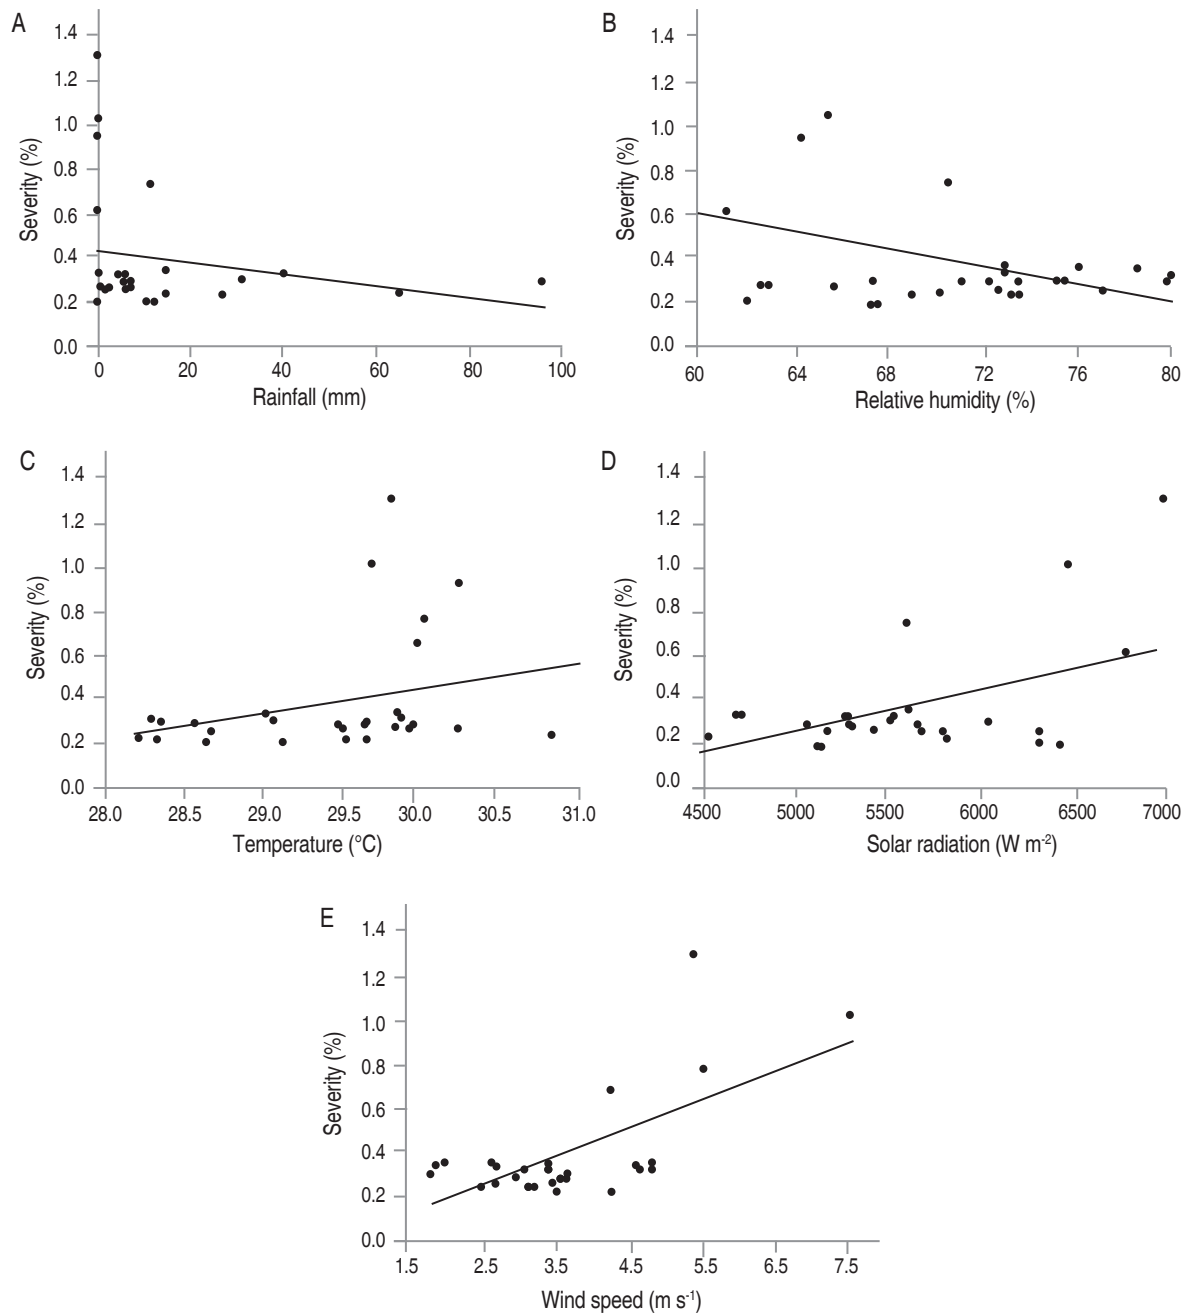 A
Severity (%)
1.4
1.2
1.0
0.8
0.6
0.4
0.2
0.0
0 20 40 60 80 100
Rainfall (mm)
B
Severity (%)
1.4
1.2
1.0
0.8
0.6
0.4
0.2
0.0
60 64 68 72 76 80
Relative humidity (%)
C
Severity (%)
1.4
1.2
1.0
0.8
0.6
0.4
0.2
0.0
28.0 28.5 29.0 29.5 30.0 30.5 31.0
Temperature (°C)
D
Severity (%)
1.4
1.2
1.0
0.8
0.6
0.4
0.2
0.0
4500 5000 5500 6000 6500 7000
Solar radiation (W m-2)
E
Severity (%)
1.4
1.2
1.0
0.8
0.6
0.4
0.2
0.0
1.5 2.5 3.5 4.5 5.5 6.5 7.5
Wind speed (m s-1)